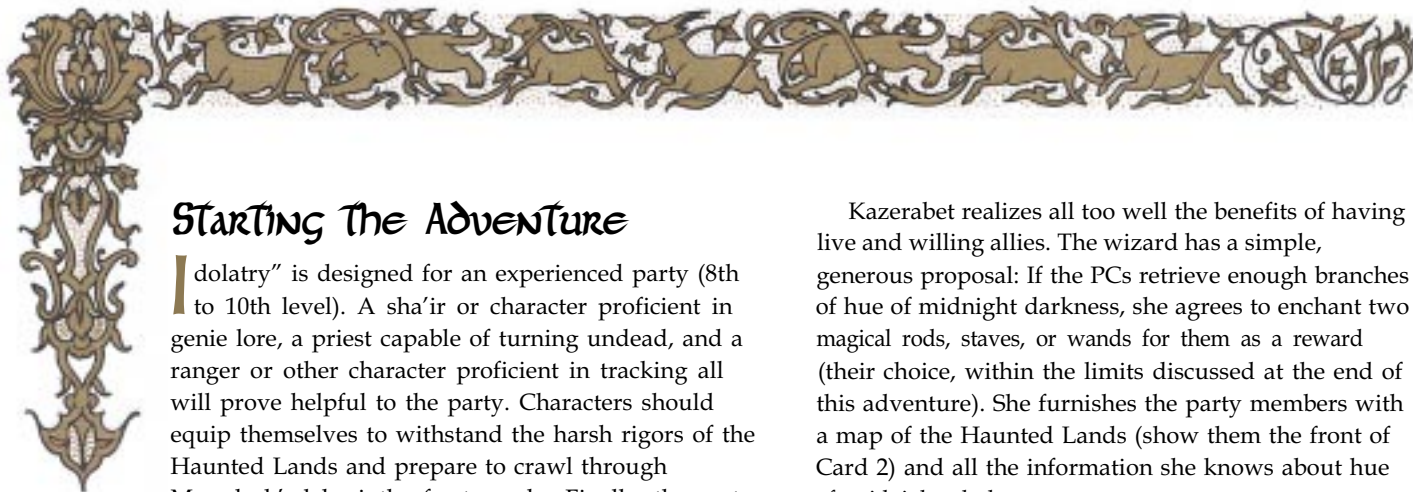 Starting the Adventure
Idolatry” is designed for an experienced party (8th
to 10th level). A sha’ir or character proficient in
genie lore, a priest capable of turning undead, and a
ranger or other character proficient in tracking all
will prove helpful to the party. Characters should
equip themselves to withstand the harsh rigors of the
Haunted Lands and prepare to crawl through
Kazerabet realizes all too well the benefits of having
live and willing allies. The wizard has a simple,
generous proposal: If the PCs retrieve enough branches
of hue of midnight darkness, she agrees to enchant two
magical rods, staves, or wands for them as a reward
(their choice, within the limits discussed at the end of
this adventure). She furnishes the party members with
a map of the Haunted Lands (show them the front of
Card 2) and all the information she knows about hue